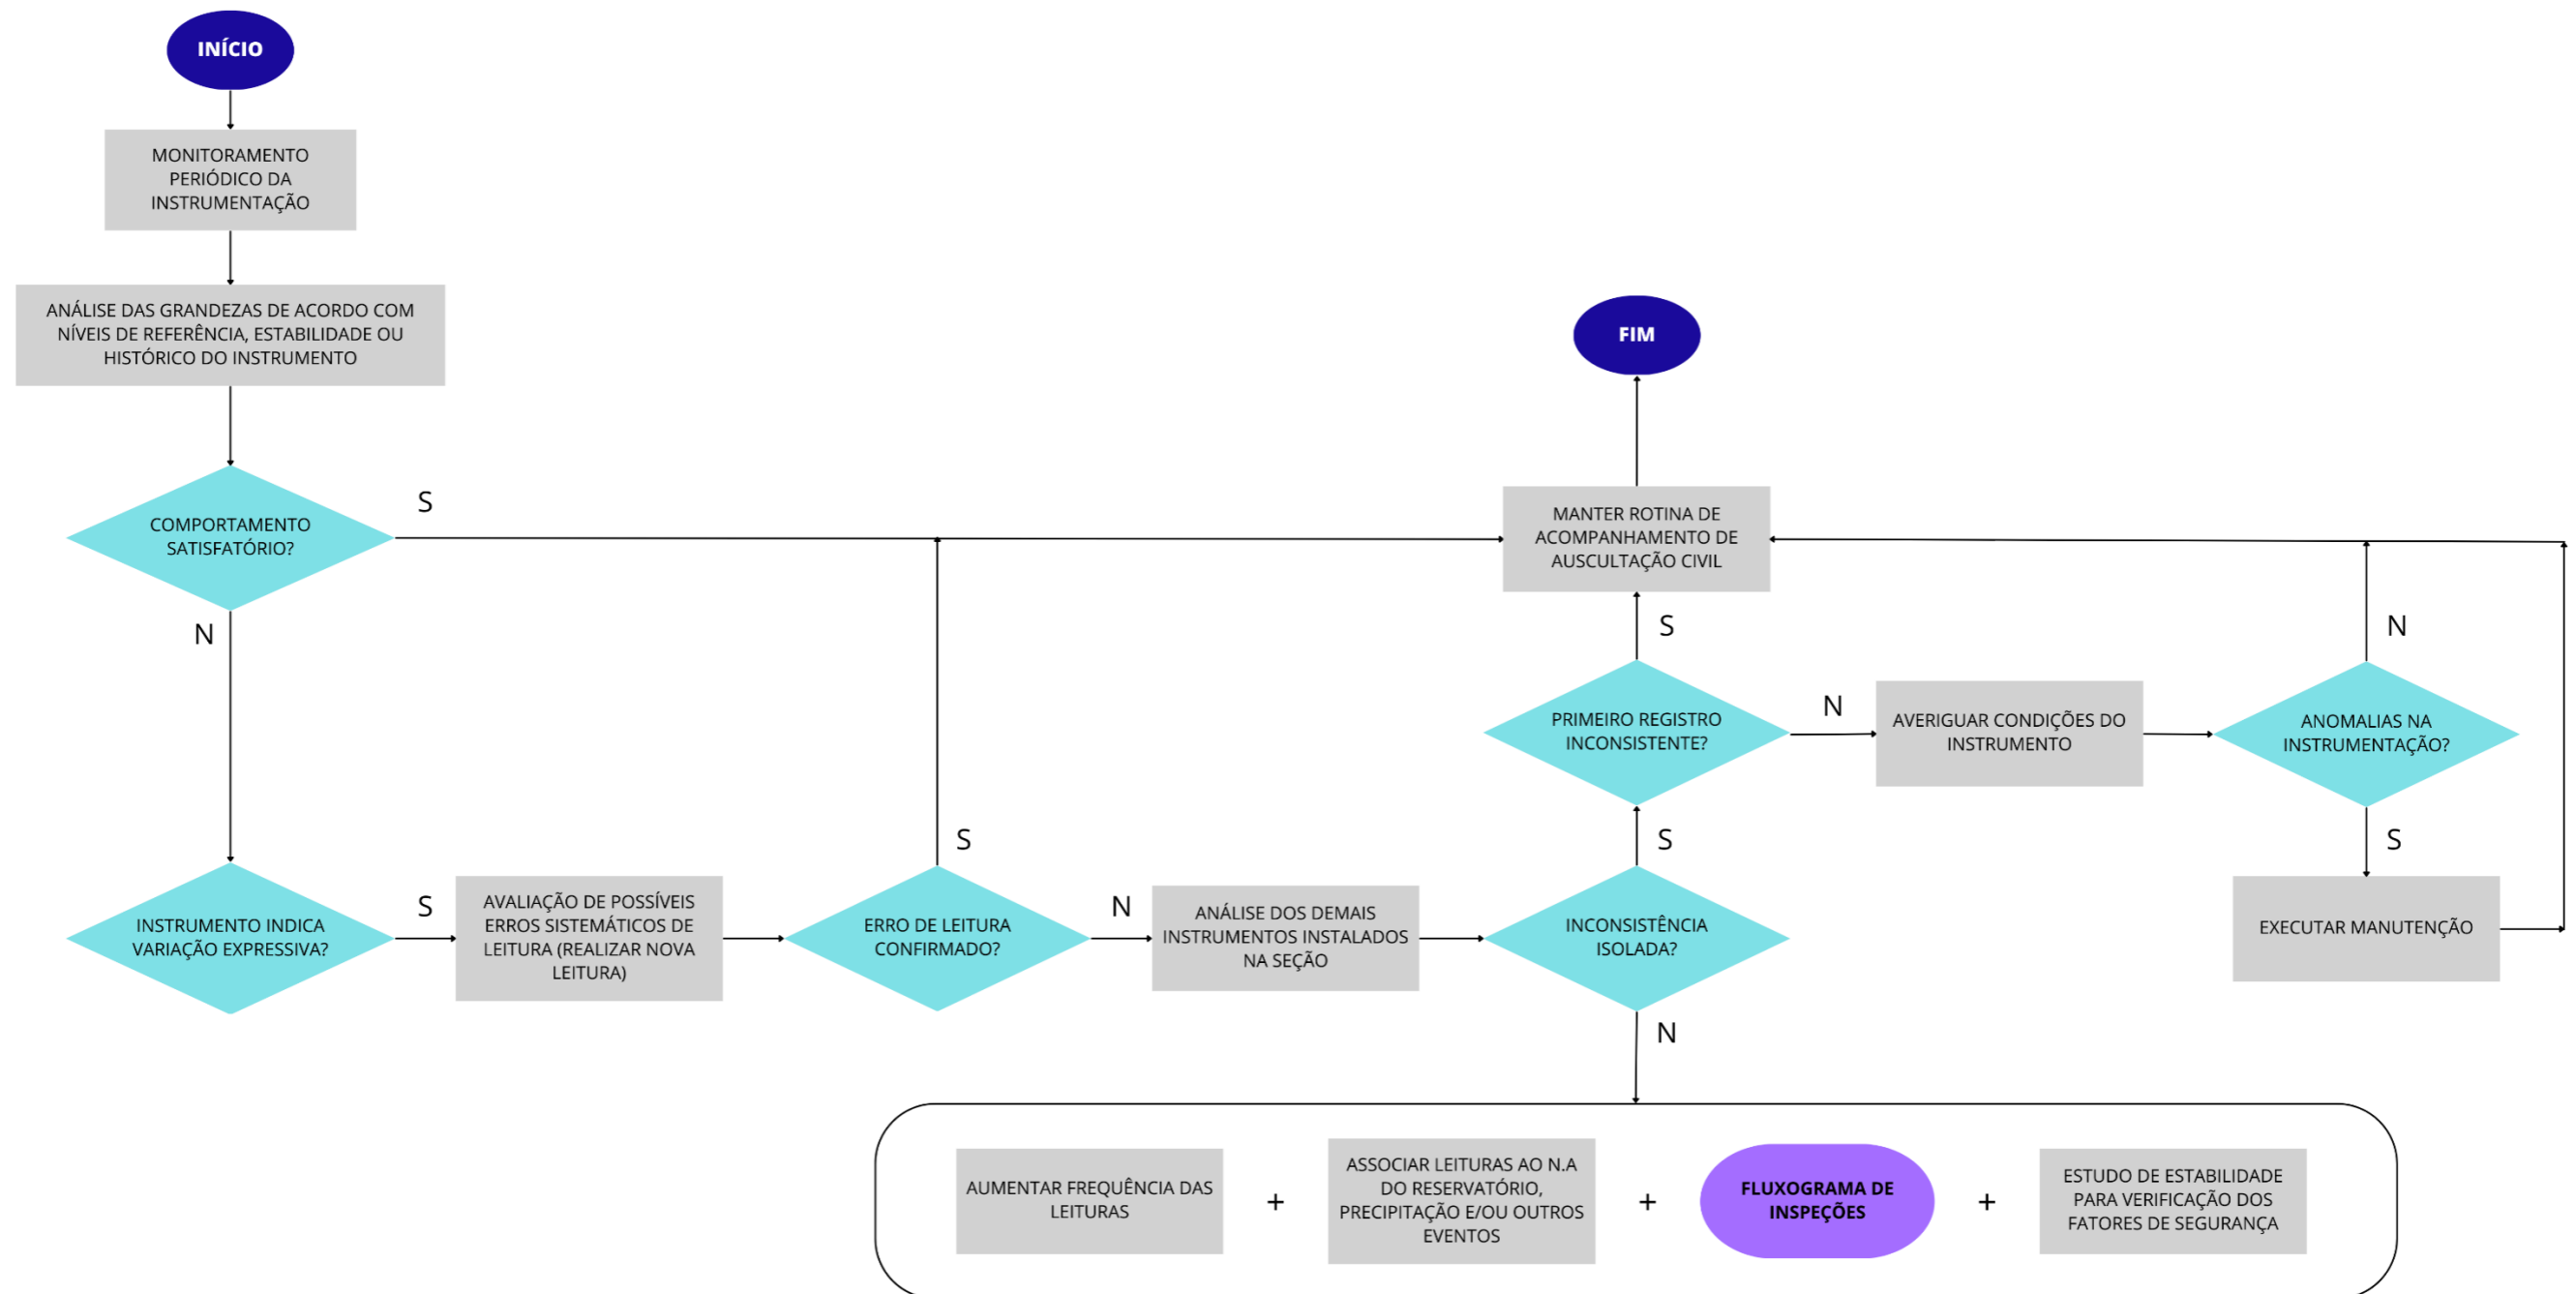 INÍCIO
MONITORAMENTO
PERIÓDICO DA
INSTRUMENTAÇÃO
ANÁLISE DAS GRANDEZAS DE ACORDO COM
NÍVEIS DE REFERÊNCIA, ESTABILIDADE OU
HISTÓRICO DO INSTRUMENTO
FIM
COMPORTAMENTO
SATISFATÓRIO?
S
N
MANTER ROTINA DE
ACOMPANHAMENTO DE
AUSCULTAÇÃO CIVIL
S
PRIMEIRO REGISTRO
INCONSISTENTE?
N
AVERIGUAR CONDIÇÕES DO
INSTRUMENTO
ANOMALIAS NA
INSTRUMENTAÇÃO?
N
S
EXECUTAR MANUTENÇÃO
INSTRUMENTO INDICA
VARIAÇÃO EXPRESSIVA?
S
AVALIAÇÃO DE POSSÍVEIS
ERROS SISTEMÁTICOS DE
LEITURA (REALIZAR NOVA
LEITURA)
ERRO DE LEITURA
CONFIRMADO?
S
N
ANÁLISE DOS DEMAIS
INSTRUMENTOS INSTALADOS
NA SEÇÃO
INCONSISTÊNCIA
ISOLADA?
S
N
AUMENTAR FREQUÊNCIA DAS
LEITURAS
+
ASSOCIAR LEITURAS AO N.A
DO RESERVATÓRIO,
PRECIPITAÇÃO E/OU OUTROS
EVENTOS
+
FLUXOGRAMA DE
INSPEÇÕES
+
ESTUDO DE ESTABILIDADE
PARA VERIFICAÇÃO DOS
FATORES DE SEGURANÇA